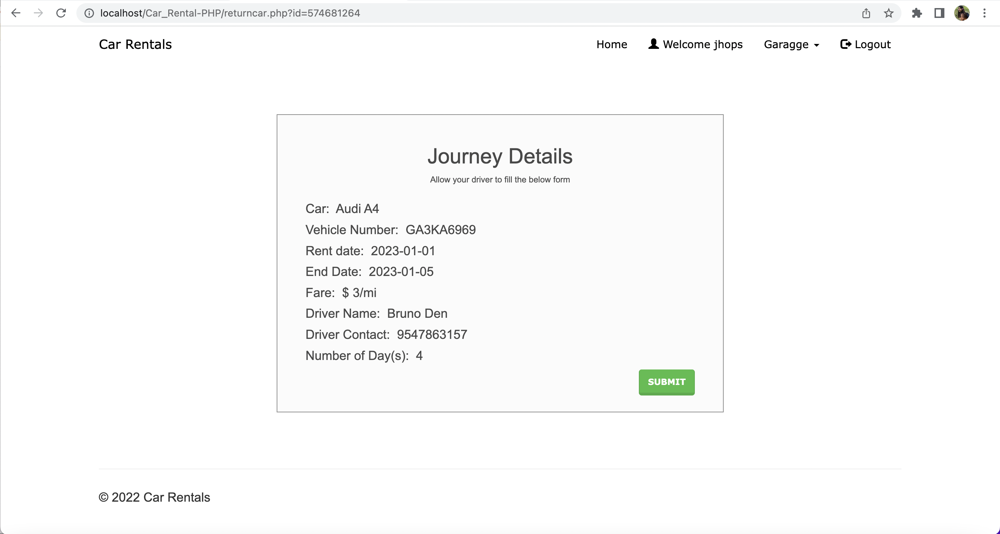 localhost/Car_Rental-PHP/returncar.php?id=574681264
Car Rentals Home Welcome jhops Garagge Logout
Journey Details
Allow your driver to fill the below form
Car: Audi A4
Vehicle Number: GA3KA6969
Rent date: 2023-01-01
End Date: 2023-01-05
Fare: $ 3/mi
Driver Name: Bruno Den
Driver Contact: 9547863157
Number of Day(s): 4
SUBMIT
© 2022 Car Rentals